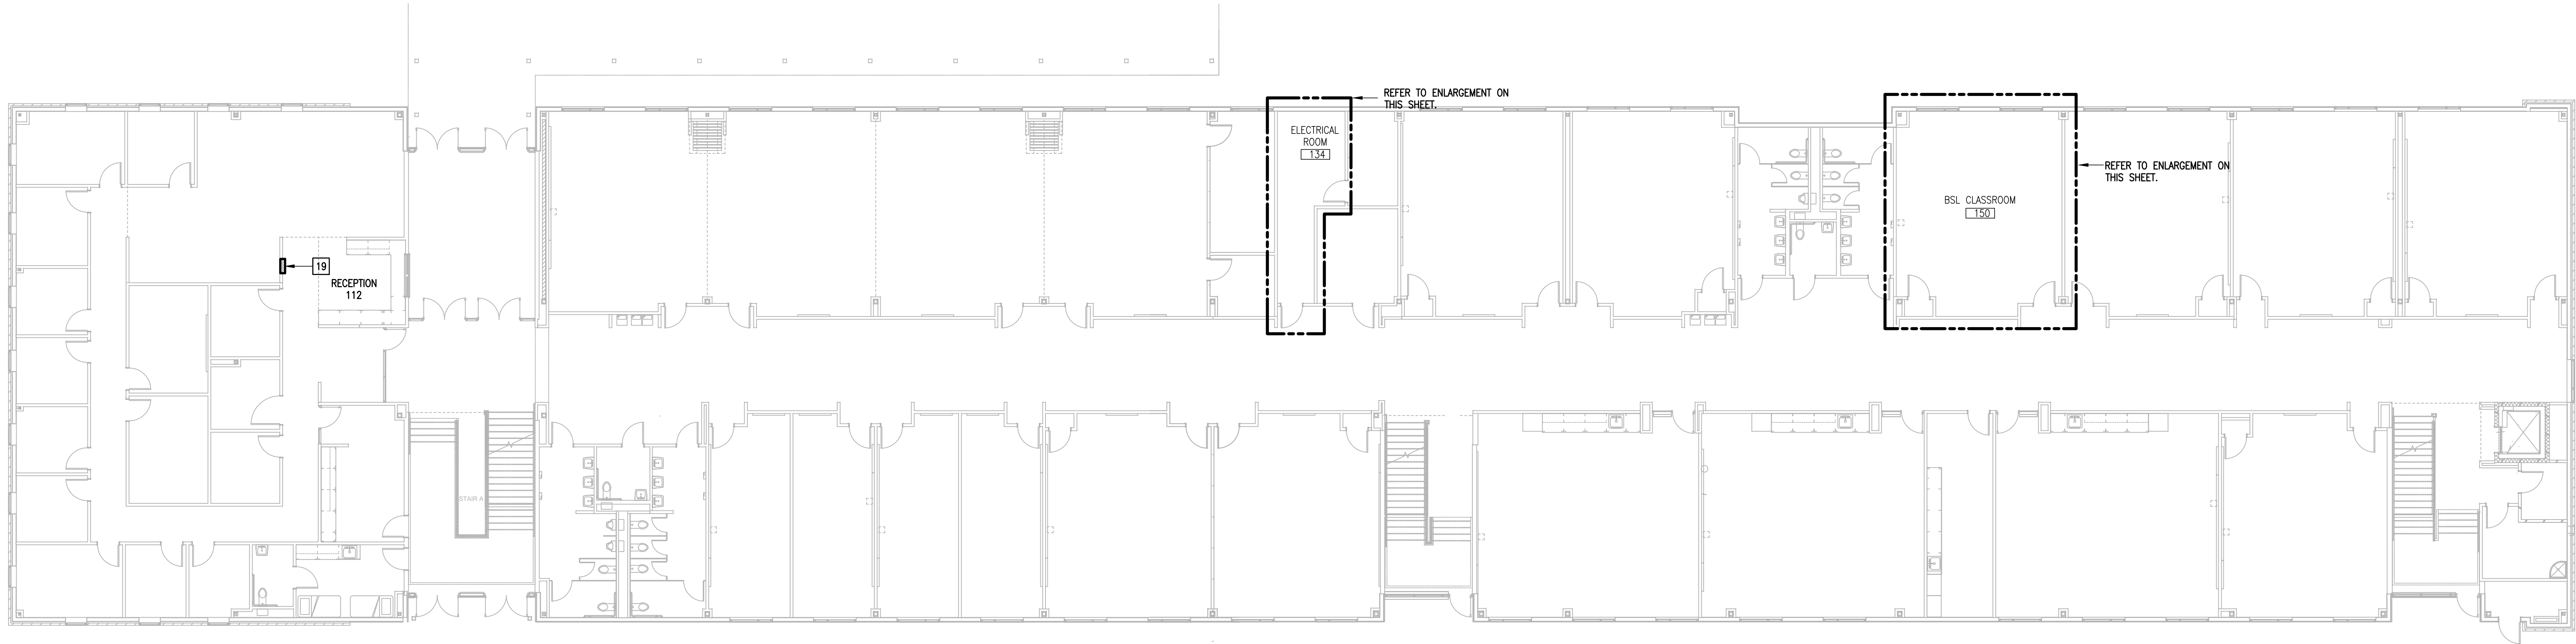 REFER TO ENLARGEMENT ON
THIS SHEET.
ELECTRICAL
ROOM
134
REFER TO ENLARGEMENT ON
THIS SHEET.
BSL CLASSROOM
150
19
RECEPTION
112
STAIR A